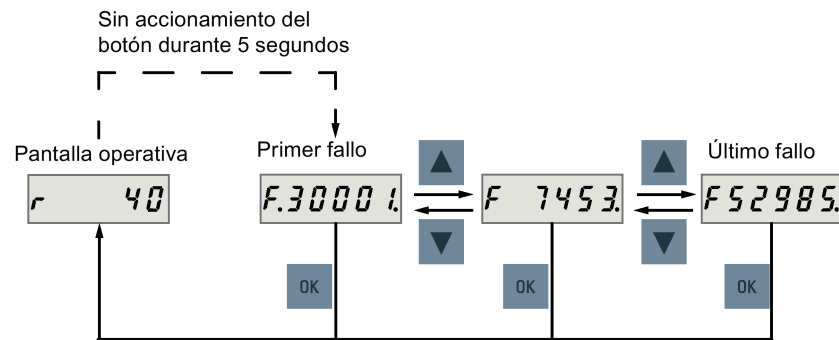 Sin accionamiento del
botón durante 5 segundos
Pantalla operativa
Primer fallo
Último fallo
r 40
F.30001.
F 7453.
F52985.
OK
OK
OK